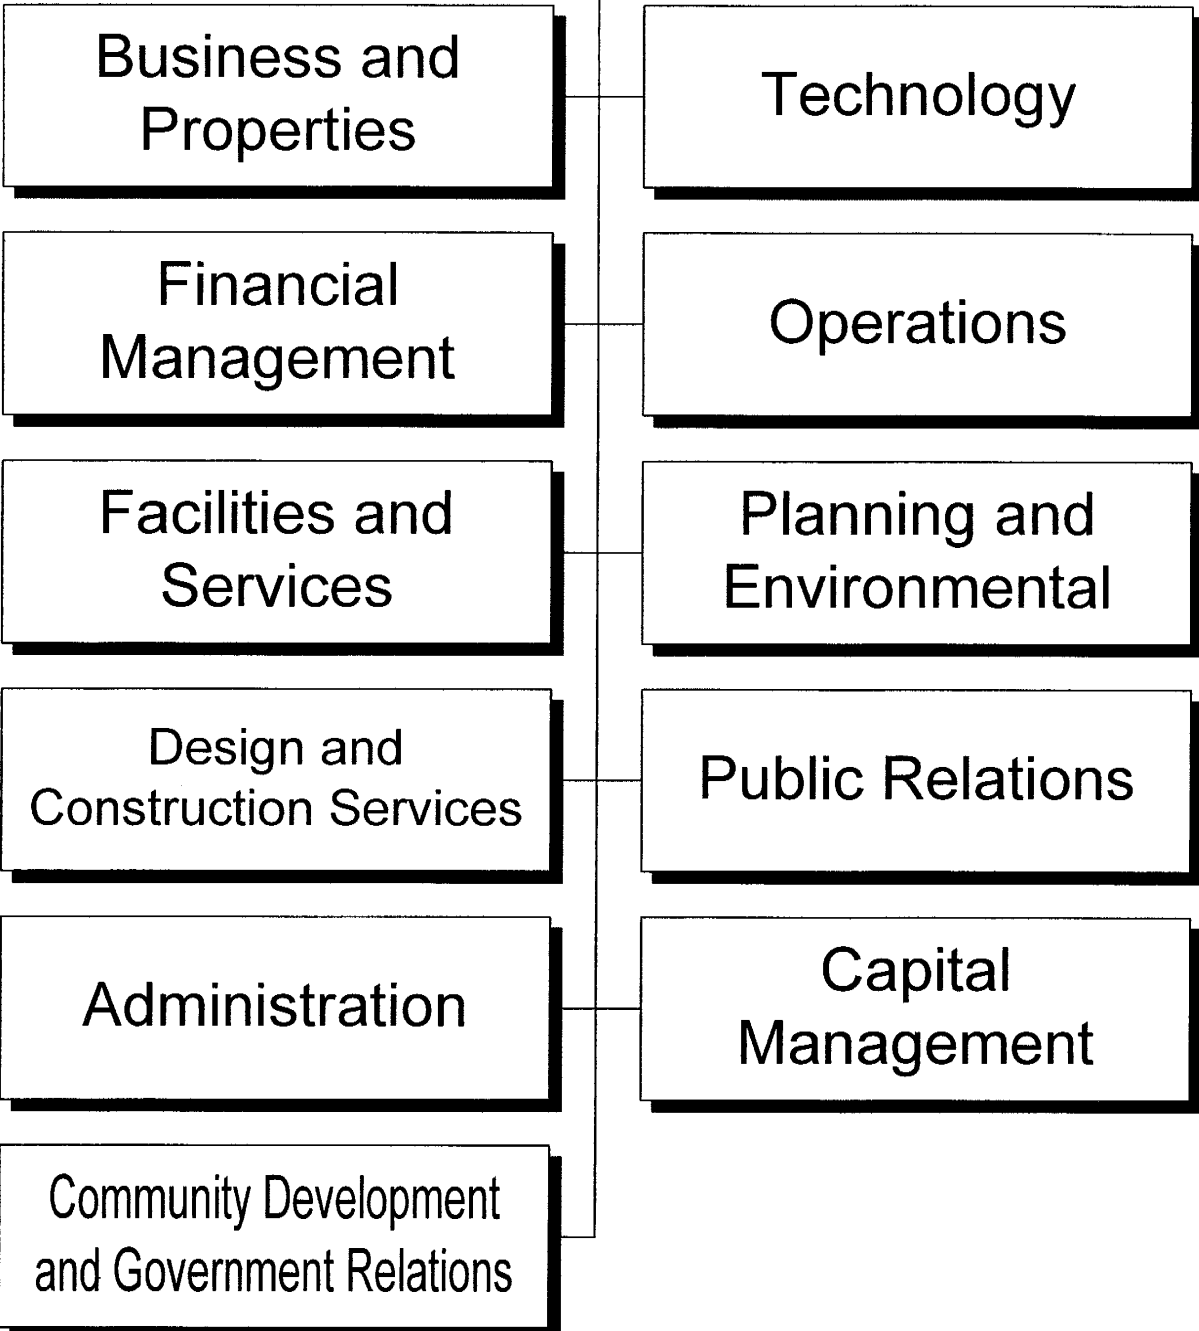 Business and
Properties
Technology
Financial
Management
Operations
Facilities and
Services
Planning and
Environmental
Design and
Construction Services
Public Relations
Administration
Capital
Management
Community Development
and Government Relations